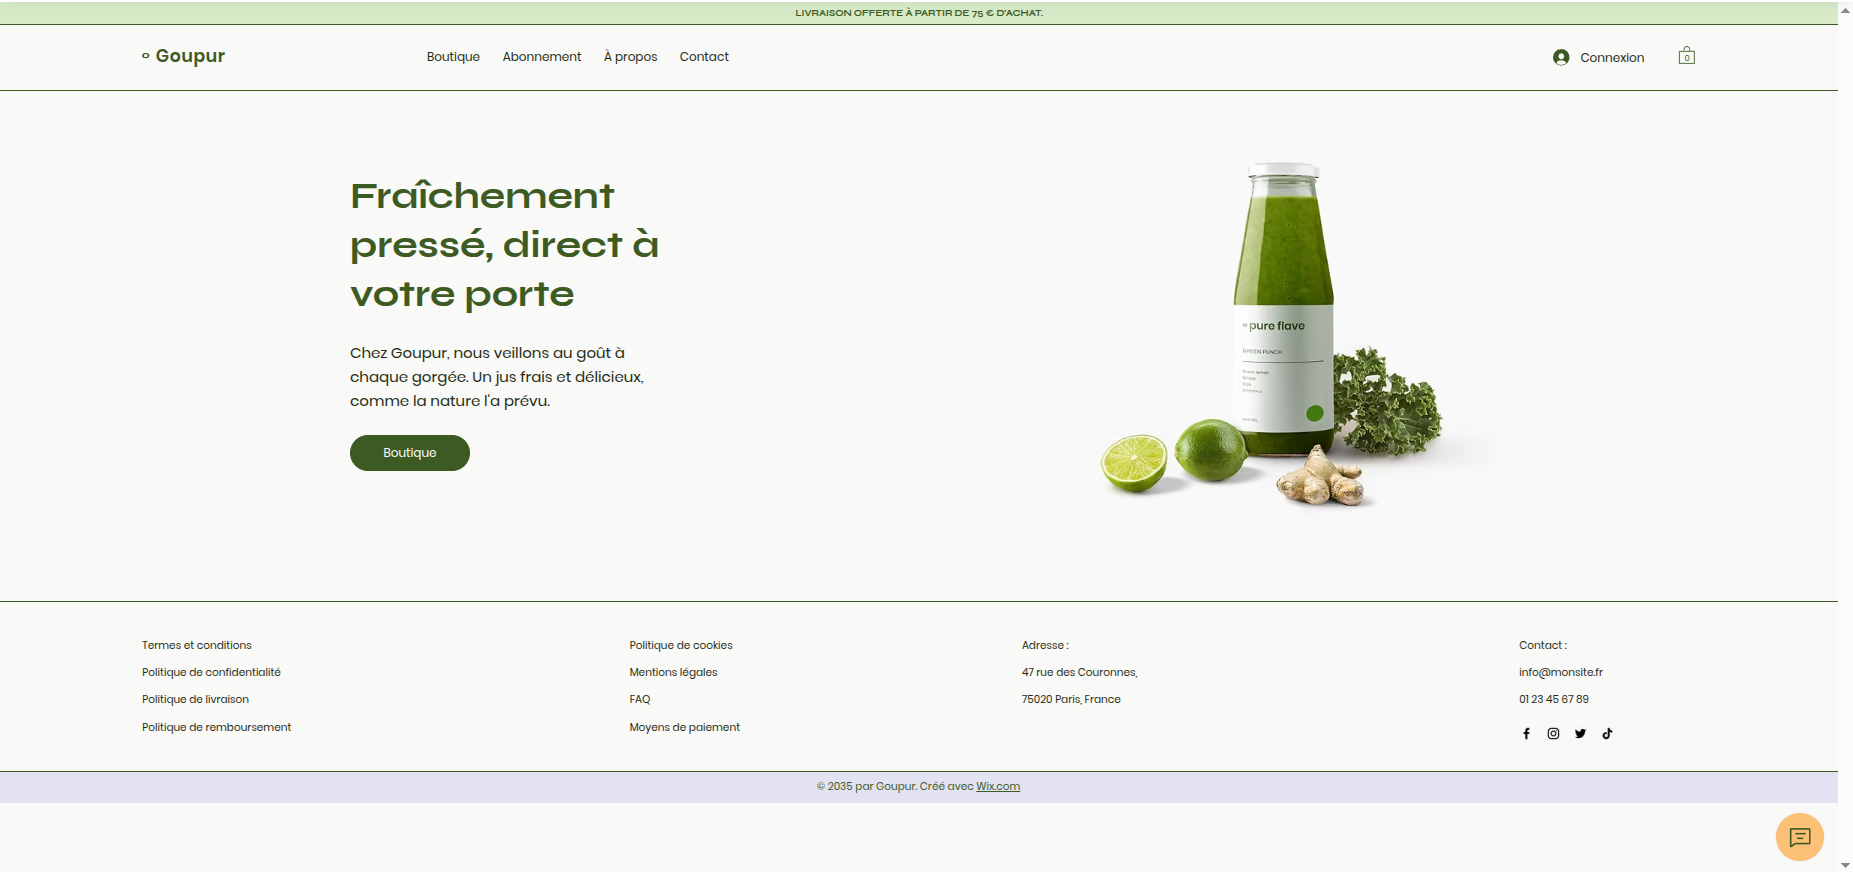 LIVRAISON OFFERTE À PARTIR DE 75 € D'ACHAT.
Goupur
Boutique
Abonnement
À propos
Contact
Connexion
0
Fraîchement
pressé, direct à
votre porte
Chez Goupur, nous veillons au goût à
chaque gorgée. Un jus frais et délicieux,
comme la nature l'a prévu.
Boutique
pure flave
GREEN PUNCH
Termes et conditions
Politique de confidentialité
Politique de livraison
Politique de remboursement
Politique de cookies
Mentions légales
FAQ
Moyens de paiement
Adresse :
47 rue des Couronnes,
75020 Paris, France
Contact :
info@monsite.fr
01 23 45 67 89
© 2035 par Goupur. Créé avec Wix.com